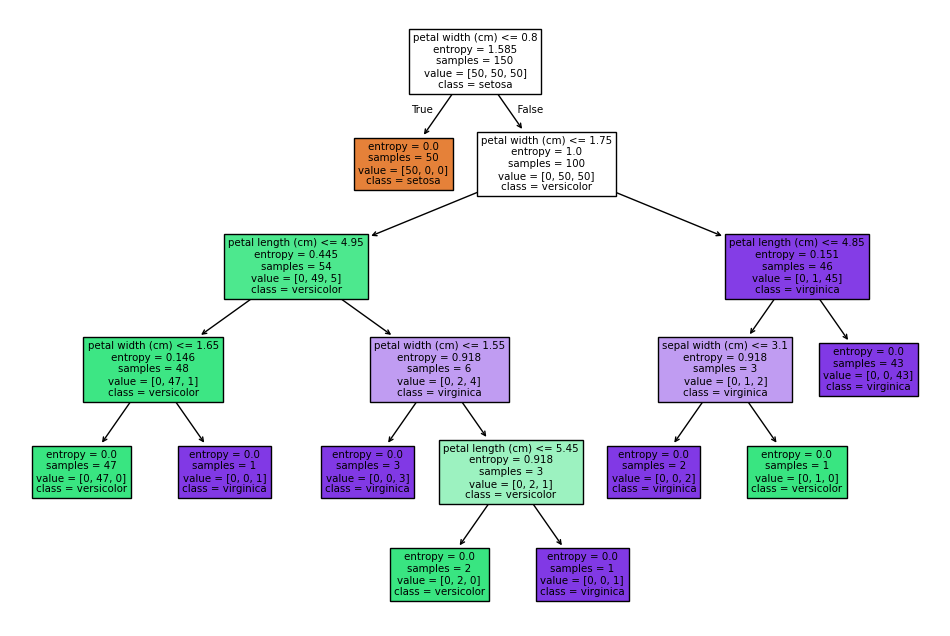 petal width (cm) <= 0.8
entropy = 1.585
samples = 150
value = [50, 50, 50]
class = setosa
True
False
entropy = 0.0
samples = 50
value = [50, 0, 0]
class = setosa
petal width (cm) <= 1.75
entropy = 1.0
samples = 100
value = [0, 50, 50]
class = versicolor
petal length (cm) <= 4.95
entropy = 0.445
samples = 54
value = [0, 49, 5]
class = versicolor
petal length (cm) <= 4.85
entropy = 0.151
samples = 46
value = [0, 1, 45]
class = virginica
petal width (cm) <= 1.65
entropy = 0.146
samples = 48
value = [0, 47, 1]
class = versicolor
petal width (cm) <= 1.55
entropy = 0.918
samples = 6
value = [0, 2, 4]
class = virginica
sepal width (cm) <= 3.1
entropy = 0.918
samples = 3
value = [0, 1, 2]
class = virginica
entropy = 0.0
samples = 43
value = [0, 0, 43]
class = virginica
entropy = 0.0
samples = 47
value = [0, 47, 0]
class = versicolor
entropy = 0.0
samples = 1
value = [0, 0, 1]
class = virginica
entropy = 0.0
samples = 3
value = [0, 0, 3]
class = virginica
petal length (cm) <= 5.45
entropy = 0.918
samples = 3
value = [0, 2, 1]
class = versicolor
entropy = 0.0
samples = 2
value = [0, 0, 2]
class = virginica
entropy = 0.0
samples = 1
value = [0, 1, 0]
class = versicolor
entropy = 0.0
samples = 2
value = [0, 2, 0]
class = versicolor
entropy = 0.0
samples = 1
value = [0, 0, 1]
class = virginica